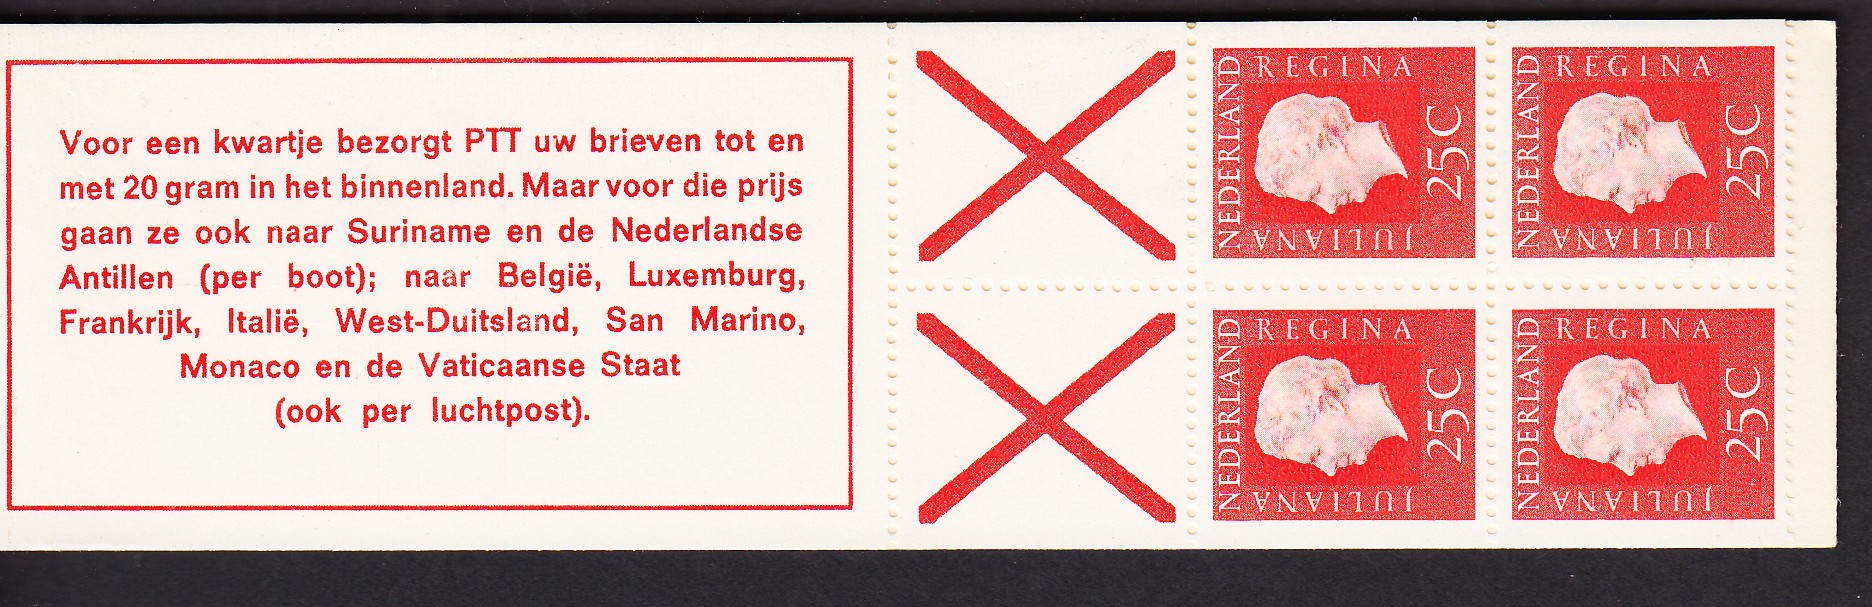 Voor een kwartje bezorgt PTT uw brieven tot en
met 20 gram in het binnenland. Maar voor die prijs
gaan ze ook naar Suriname en de Nederlandse
Antillen (per boot); naar België, Luxemburg,
Frankrijk, Italië, West-Duitsland, San Marino,
Monaco en de Vaticaanse Staat
(ook per luchtpost).
NEDERLAND
REGINA
25C
JULIANA
NEDERLAND
REGINA
25C
JULIANA
NEDERLAND
REGINA
25C
JULIANA
NEDERLAND
REGINA
25C
JULIANA